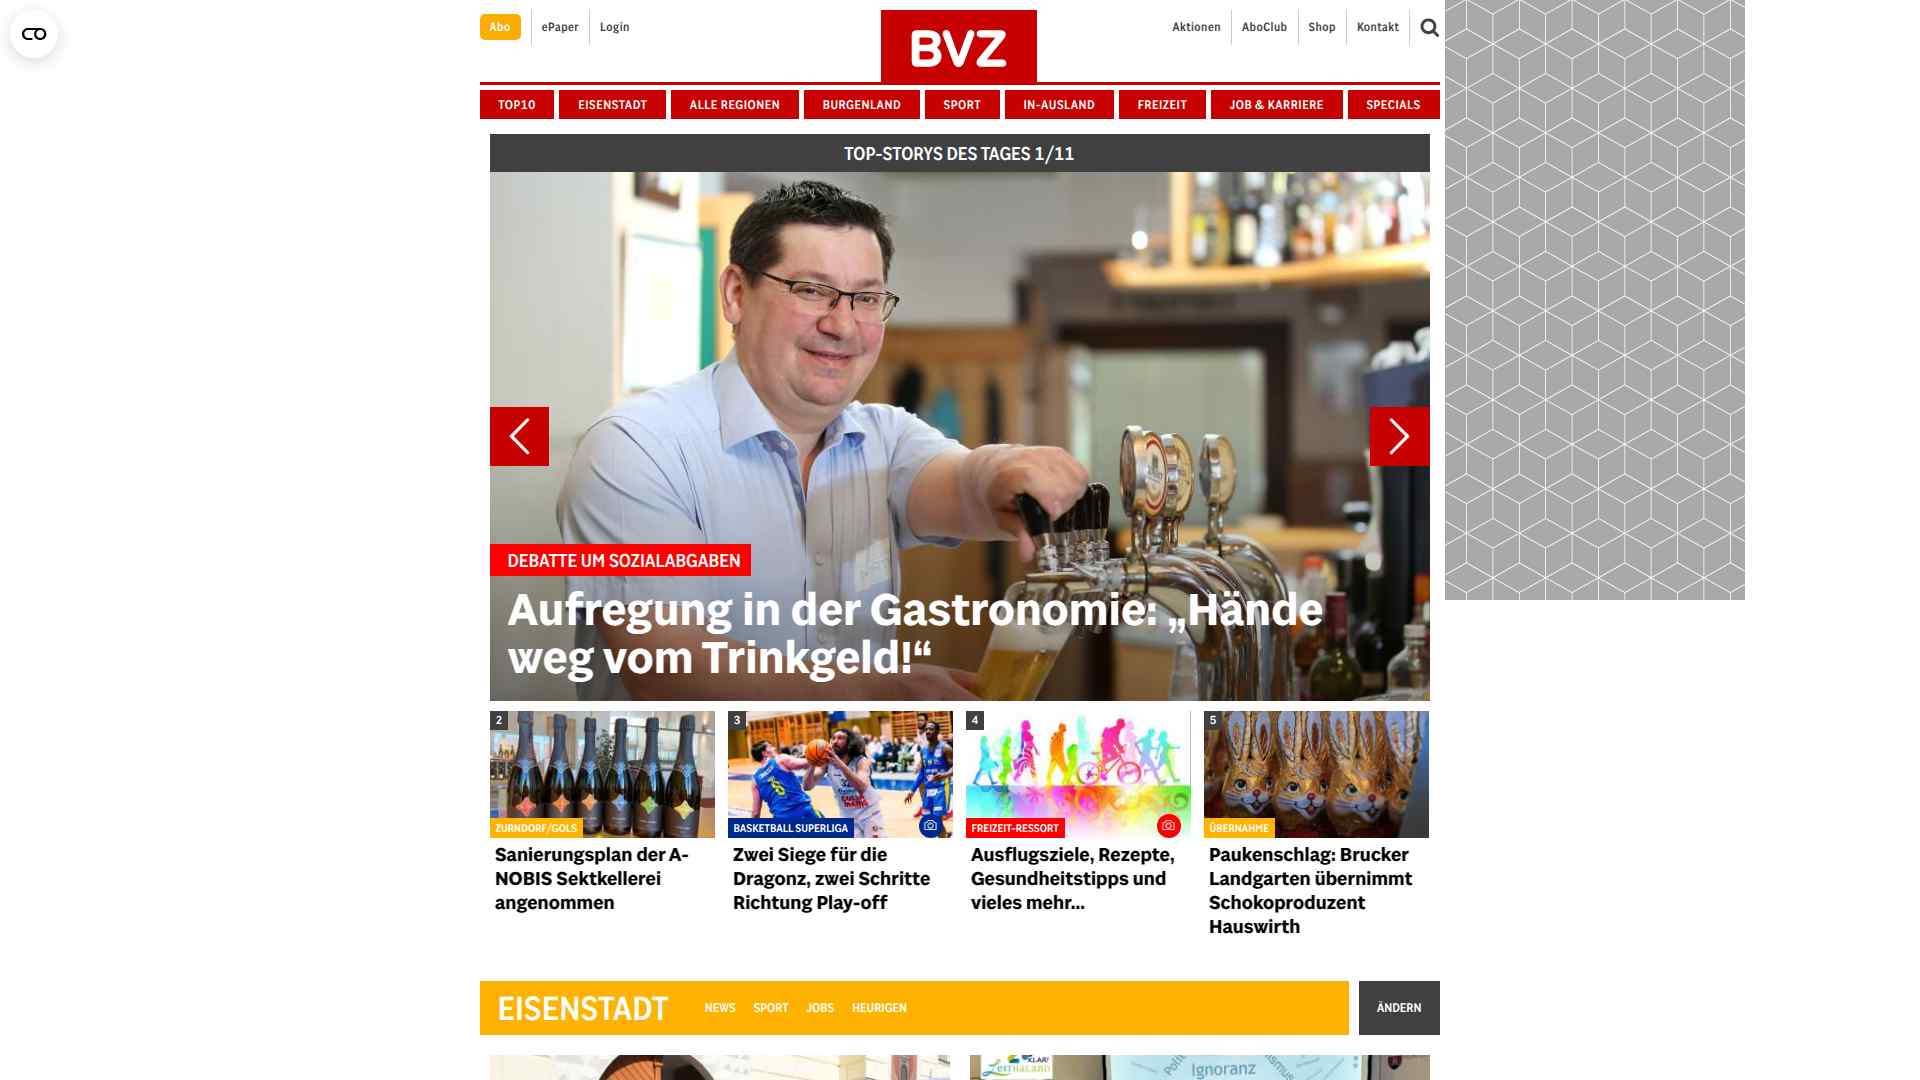 Abo
ePaper
Login
BVZ
Aktionen
AboClub
Shop
Kontakt
TOP10
EISENSTADT
ALLE REGIONEN
BURGENLAND
SPORT
IN-AUSLAND
FREIZEIT
JOB & KARRIERE
SPECIALS
TOP-STORYS DES TAGES 1/11
DEBATTE UM SOZIALABGABEN
Aufregung in der Gastronomie: „Hände
weg vom Trinkgeld!“
2
ZURNDORF/GOLS
Sanierungsplan der A-
NOBIS Sektkellerei
angenommen
3
BASKETBALL SUPERLIGA
Zwei Siege für die
Dragonz, zwei Schritte
Richtung Play-off
4
FREIZEIT-RESSORT
Ausflugsziele, Rezepte,
Gesundheitstipps und
vieles mehr...
5
ÜBERNAHME
Paukenschlag: Brucker
Landgarten übernimmt
Schokoproduzent
Hauswirth
EISENSTADT
NEWS
SPORT
JOBS
HEURIGEN
ÄNDERN
KLAR!
Ignoranz